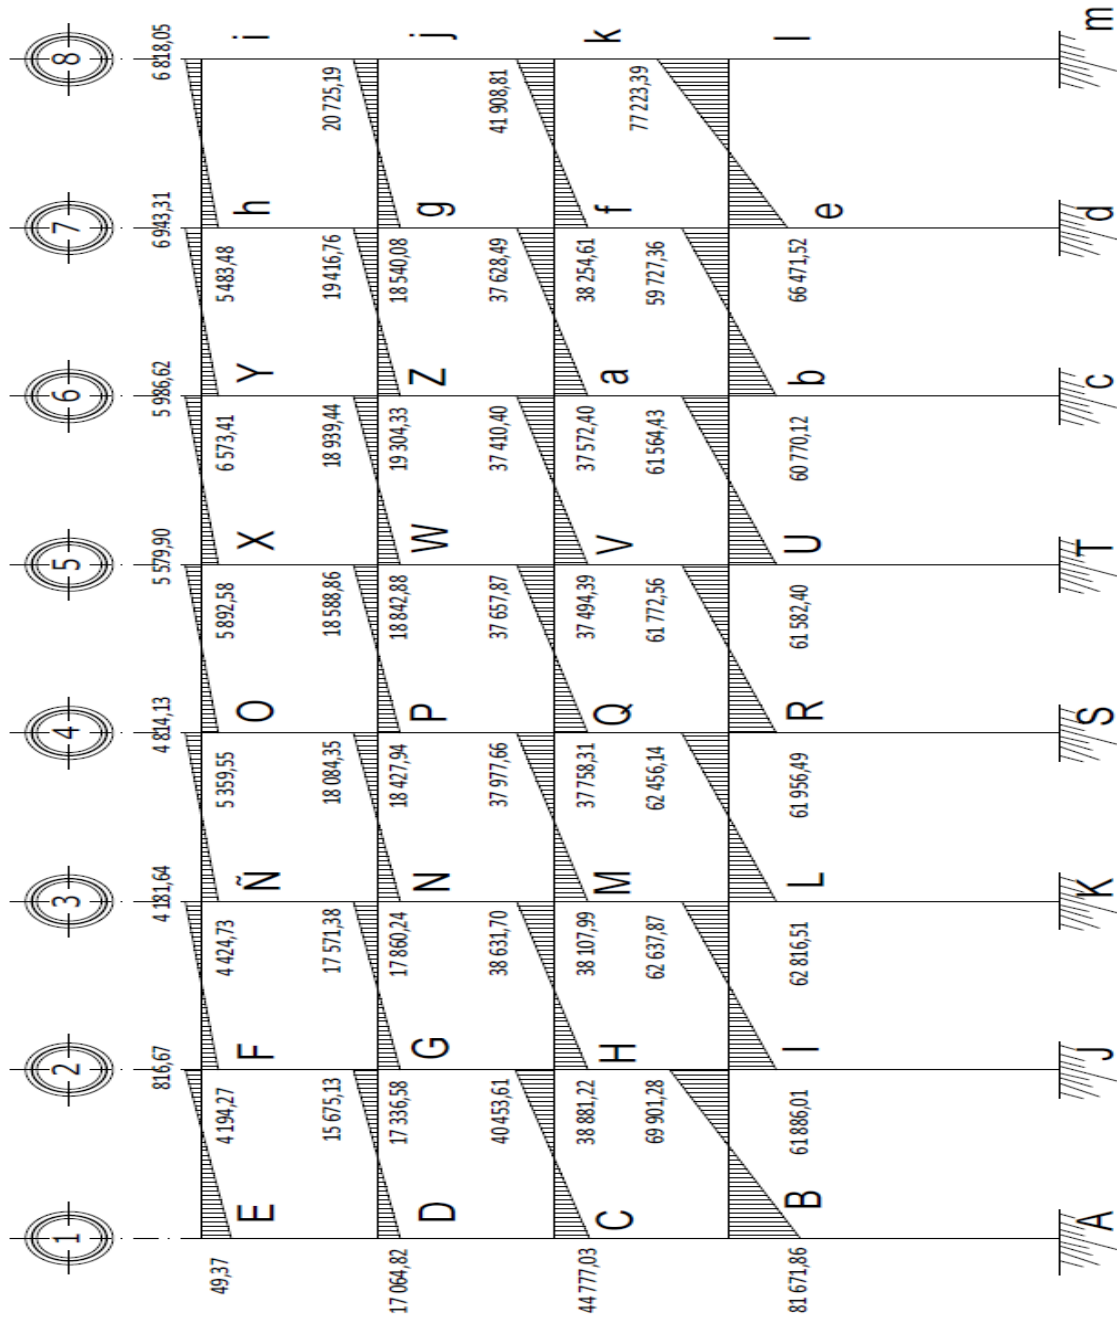 1 2 3 4 5 6 7 8
816,67 4 181,64 4 814,13 5 579,90 5 986,62 6 943,31 6 818,05
49,37 4 194,27 4 424,73 5 359,55 5 892,58 6 573,41 5 483,48
E F Ñ O X Y h i
15 675,13 17 571,38 18 084,35 18 588,86 18 939,44 19 416,76 20 725,19
17 064,82 17 336,58 17 860,24 18 427,94 18 842,88 19 304,33 18 540,08
D G N P W Z g j
40 453,61 38 631,70 37 977,66 37 657,87 37 410,40 37 628,49 41 908,81
44 777,03 38 881,22 38 107,99 37 758,31 37 494,39 37 572,40 38 254,61
C H M Q V a f k
69 901,28 62 637,87 62 456,14 61 772,56 61 564,43 59 727,36 77 223,39
81 671,86 61 886,01 62 816,51 61 956,49 61 582,40 60 770,12 66 471,52
B I L R U b e l
A J K S T c d m